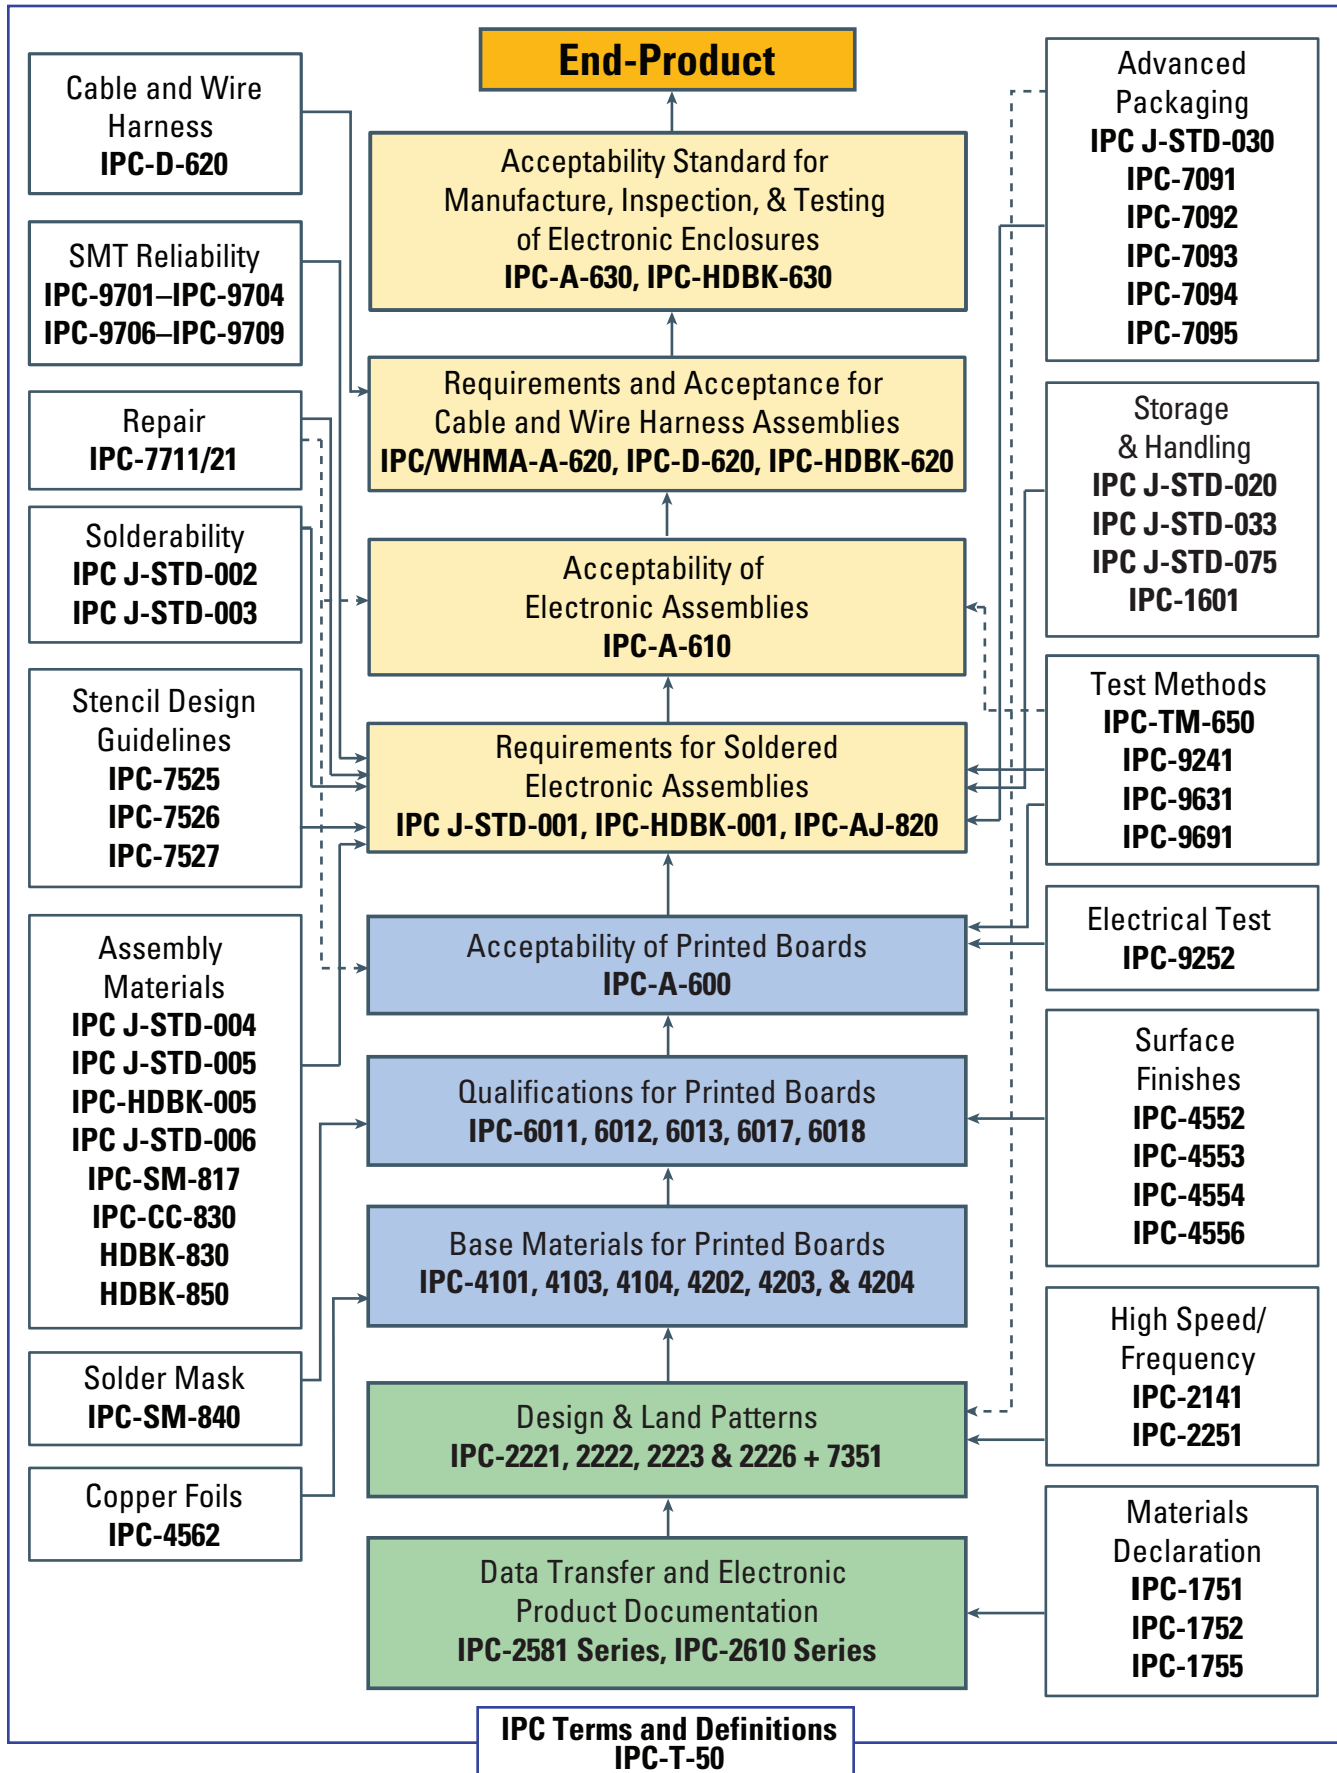 End-Product
Cable and Wire
Harness
IPC-D-620
SMT Reliability
IPC-9701–IPC-9704
IPC-9706–IPC-9709
Repair
IPC-7711/21
Solderability
IPC J-STD-002
IPC J-STD-003
Stencil Design
Guidelines
IPC-7525
IPC-7526
IPC-7527
Assembly
Materials
IPC J-STD-004
IPC J-STD-005
IPC-HDBK-005
IPC J-STD-006
IPC-SM-817
IPC-CC-830
HDBK-830
HDBK-850
Solder Mask
IPC-SM-840
Copper Foils
IPC-4562
Acceptability Standard for
Manufacture, Inspection, & Testing
of Electronic Enclosures
IPC-A-630, IPC-HDBK-630
Requirements and Acceptance for
Cable and Wire Harness Assemblies
IPC/WHMA-A-620, IPC-D-620, IPC-HDBK-620
Acceptability of
Electronic Assemblies
IPC-A-610
Requirements for Soldered
Electronic Assemblies
IPC J-STD-001, IPC-HDBK-001, IPC-AJ-820
Acceptability of Printed Boards
IPC-A-600
Qualifications for Printed Boards
IPC-6011, 6012, 6013, 6017, 6018
Base Materials for Printed Boards
IPC-4101, 4103, 4104, 4202, 4203, & 4204
Design & Land Patterns
IPC-2221, 2222, 2223 & 2226 + 7351
Data Transfer and Electronic
Product Documentation
IPC-2581 Series, IPC-2610 Series
Advanced
Packaging
IPC J-STD-030
IPC-7091
IPC-7092
IPC-7093
IPC-7094
IPC-7095
Storage
& Handling
IPC J-STD-020
IPC J-STD-033
IPC J-STD-075
IPC-1601
Test Methods
IPC-TM-650
IPC-9241
IPC-9631
IPC-9691
Electrical Test
IPC-9252
Surface
Finishes
IPC-4552
IPC-4553
IPC-4554
IPC-4556
High Speed/
Frequency
IPC-2141
IPC-2251
Materials
Declaration
IPC-1751
IPC-1752
IPC-1755
IPC Terms and Definitions
IPC-T-50